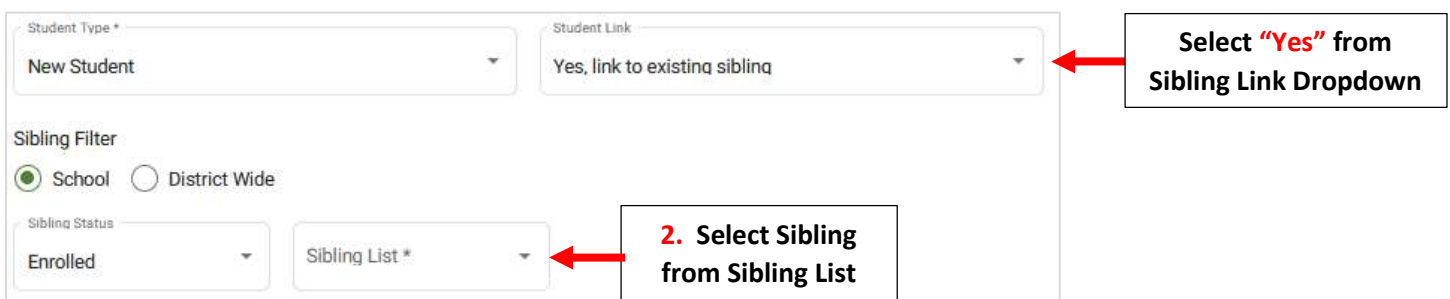 Student Type *
New Student
Student Link
Yes, link to existing sibling
Select “Yes” from
Sibling Link Dropdown
Sibling Filter
School
District Wide
Sibling Status
Enrolled
Sibling List *
2. Select Sibling
from Sibling List